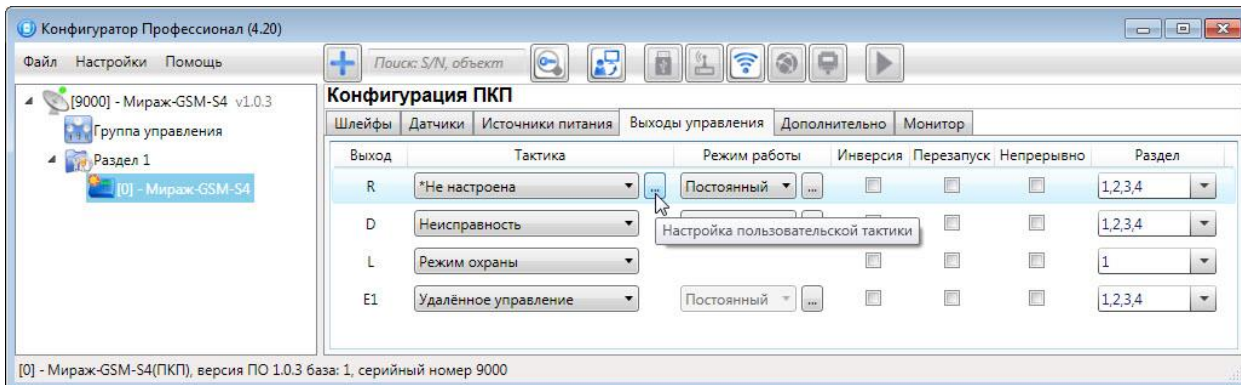 Конфигуратор Профессионал (4.20)
Файл Настройки Помощь
Поиск: S/N, объект
[9000] - Мираж-GSM-S4 v1.0.3
Группа управления
Раздел 1
[0] - Мираж-GSM-S4
Конфигурация ПКП
Шлейфы Датчики Источники питания Выходы управления Дополнительно Монитор
Выход Тактика Режим работы Инверсия Перезапуск Непрерывно Раздел
R *Не настроена ... Постоянный ... 1,2,3,4
Настройка пользовательской тактики
D Неисправность 1,2,3,4
L Режим охраны 1
E1 Удалённое управление Постоянный ... 1,2,3,4
[0] - Мираж-GSM-S4(ПКП), версия ПО 1.0.3 база: 1, серийный номер 9000